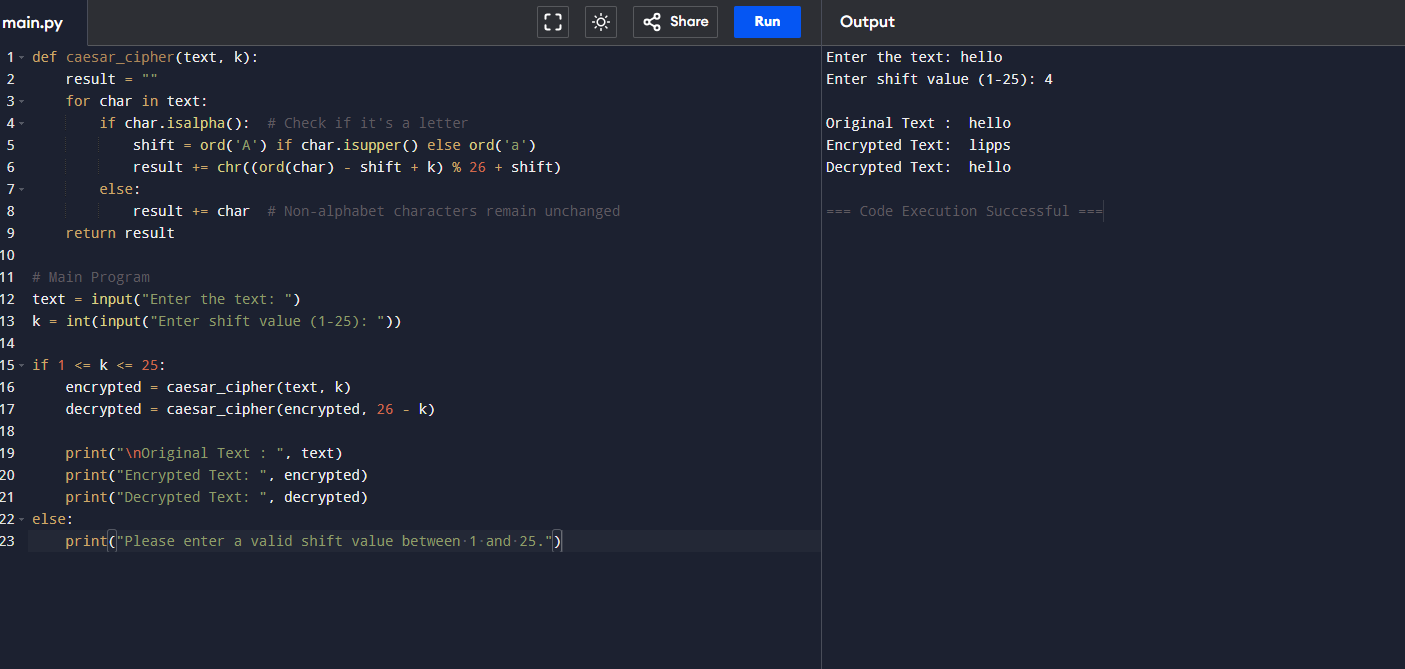 main.py
Share
Run
Output
1 def caesar_cipher(text, k):
2     result = ""
3     for char in text:
4         if char.isalpha():  # Check if it's a letter
5             shift = ord('A') if char.isupper() else ord('a')
6             result += chr((ord(char) - shift + k) % 26 + shift)
7         else:
8             result += char  # Non-alphabet characters remain unchanged
9     return result
10
11 # Main Program
12 text = input("Enter the text: ")
13 k = int(input("Enter shift value (1-25): "))
14
15 if 1 <= k <= 25:
16     encrypted = caesar_cipher(text, k)
17     decrypted = caesar_cipher(encrypted, 26 - k)
18
19     print("\nOriginal Text : ", text)
20     print("Encrypted Text: ", encrypted)
21     print("Decrypted Text: ", decrypted)
22 else:
23     print("Please enter a valid shift value between 1 and 25.")
Enter the text: hello
Enter shift value (1-25): 4
Original Text :  hello
Encrypted Text:  lipps
Decrypted Text:  hello
=== Code Execution Successful ===